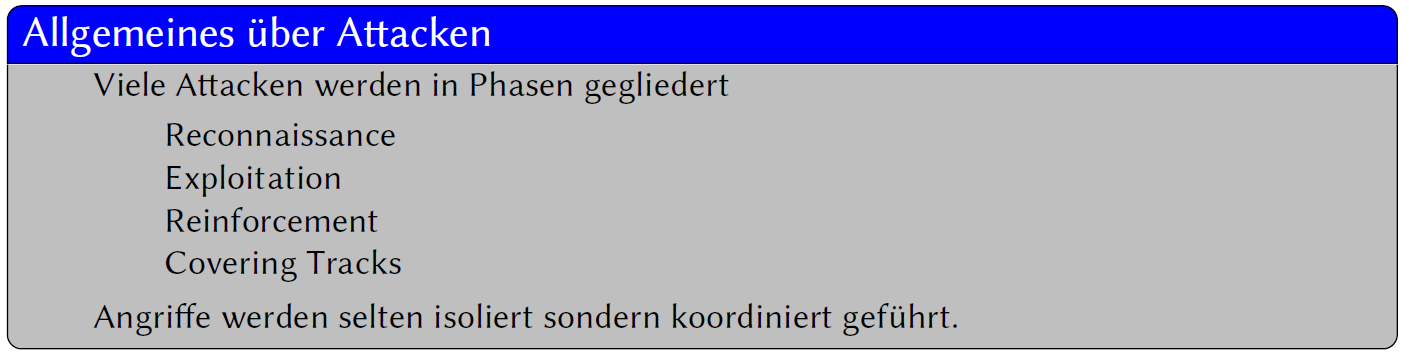 Allgemeines über Attacken
Viele Attacken werden in Phasen gegliedert
Reconnaissance
Exploitation
Reinforcement
Covering Tracks
Angriffe werden selten isoliert sondern koordiniert geführt.